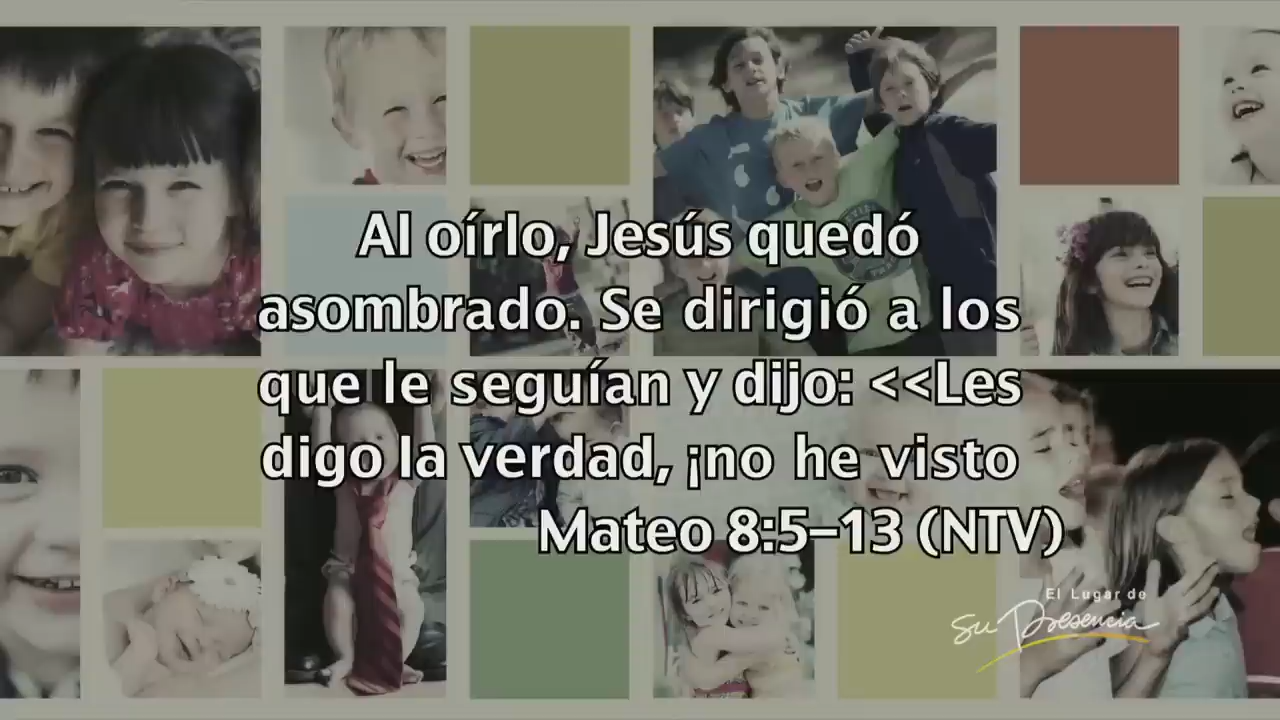 Al oírlo, Jesús quedó
asombrado. Se dirigió a los
que le seguían y dijo: <<Les
digo la verdad, ¡no he visto
Mateo 8:5–13 (NTV)
El Lugar de
Su Presencia